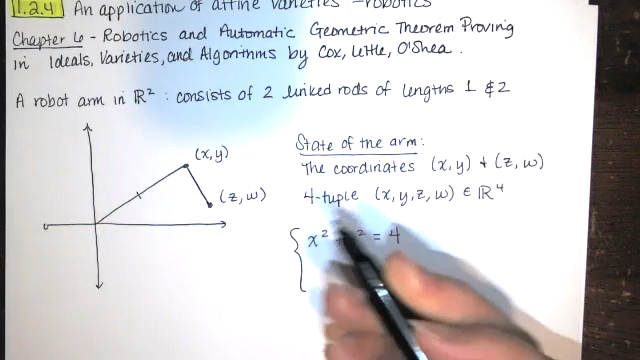 1.2.4 An application of affine varieties - robotics
Chapter 6 - Robotics and Automatic Geometric Theorem Proving
in Ideals, Varieties, and Algorithms by Cox, Little, O'Shea.
A robot arm in ℝ² : consists of 2 linked rods of lengths 1 & 2
(x,y)
(z,w)
State of the arm:
The coordinates (x,y) + (z,w)
4-tuple (x,y,z,w) ∈ ℝ⁴
{ x² + ² = 4